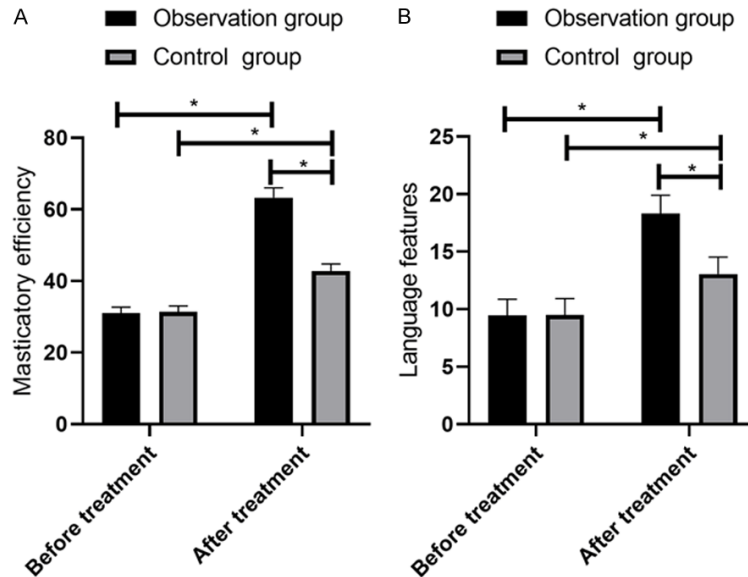 A
Observation group
Control group
*
*
*
Masticatory efficiency
80
60
40
20
0
Before treatment
After treatment
B
Observation group
Control group
*
*
*
Language features
25
20
15
10
5
0
Before treatment
After treatment